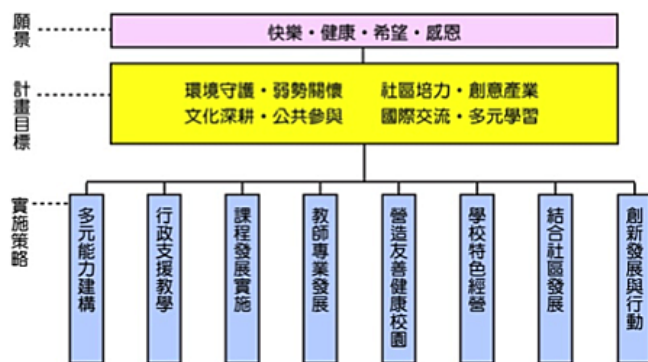 願景
快樂・健康・希望・感恩
計畫目標
環境守護・弱勢關懷 社區培力・創意產業
文化深耕・公共參與 國際交流・多元學習
實施策略
多元能力建構
行政支援教學
課程發展實施
教師專業發展
營造友善健康校園
學校特色經營
結合社區發展
創新發展與行動